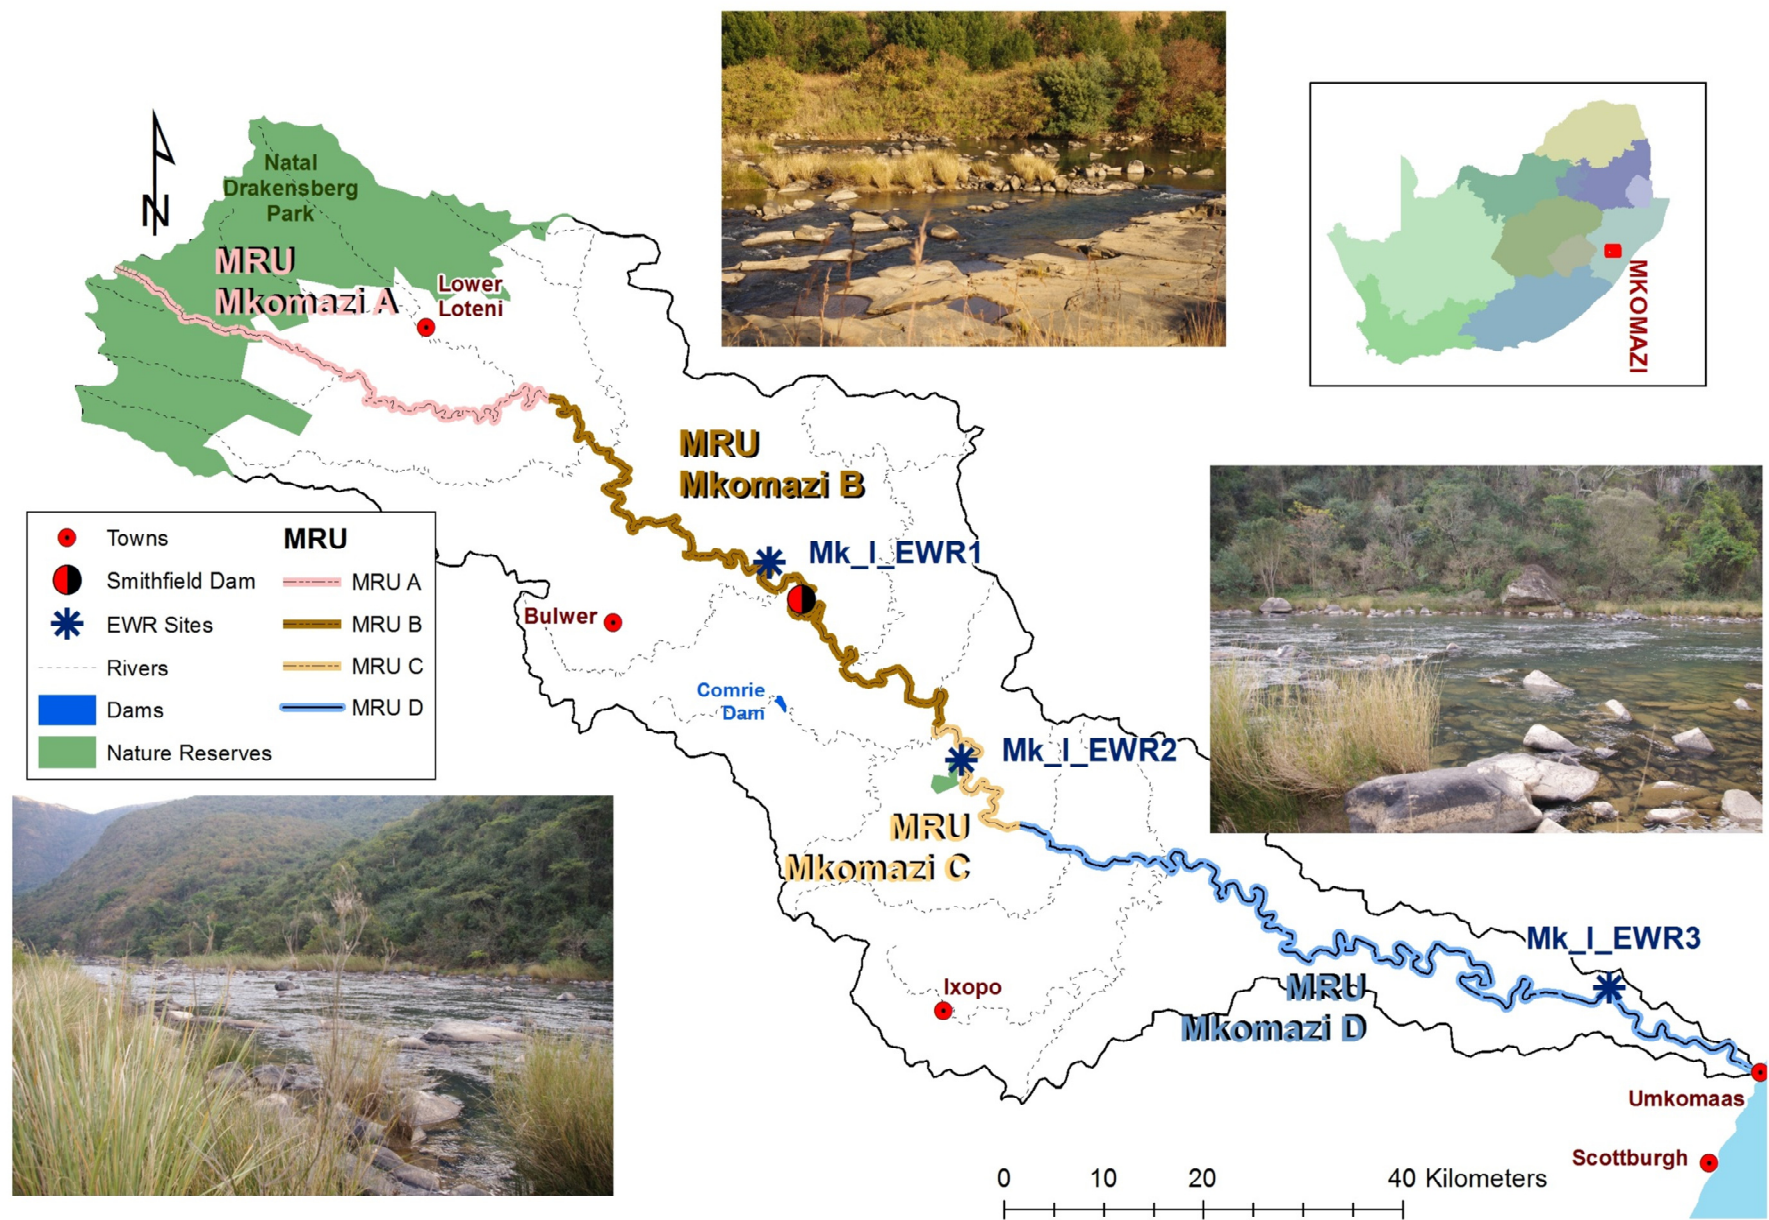 Natal
Drakensberg
Park
N
MRU
Mkomazi A
Lower
Loteni
MKOMAZI
MRU
Mkomazi B
Mk_I_EWR1
Towns
Smithfield Dam
EWR Sites
Rivers
Dams
Nature Reserves
MRU
MRU A
MRU B
MRU C
MRU D
Bulwer
Comrie
Dam
Mk_I_EWR2
MRU
Mkomazi C
Mk_I_EWR3
Ixopo
MRU
Mkomazi D
Umkomaas
Scottburgh
0 10 20 40 Kilometers